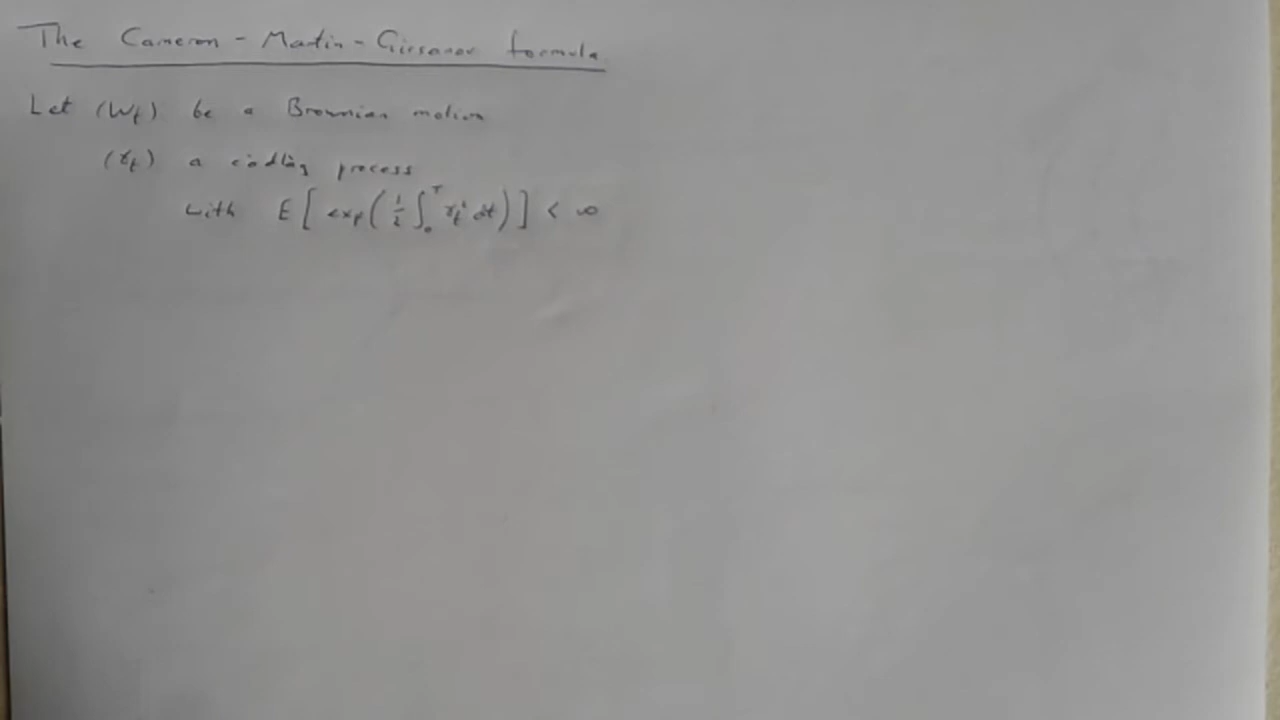 The Cameron - Martin - Girsanov formula
Let (W_t) be a Brownian motion
(γ_t) a càdlàg process
with E[exp(½∫₀ᵀ γ_t² dt)] < ∞